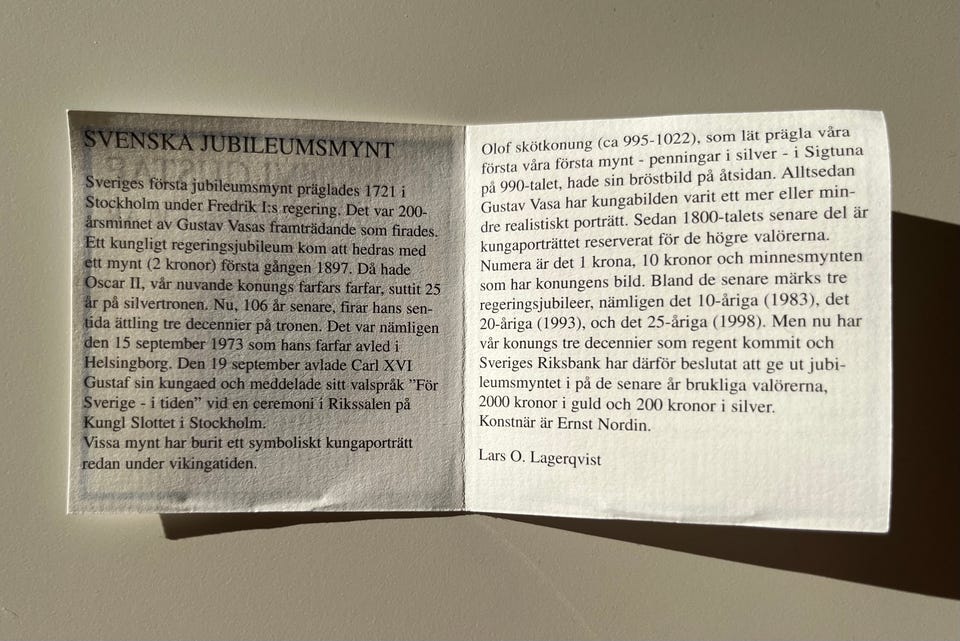 SVENSKA JUBILEUMSMYNT
Sveriges första jubileumsmynt präglades 1721 i
Stockholm under Fredrik I:s regering. Det var 200-
årsminnet av Gustav Vasas framträdande som firades.
Ett kungligt regeringsjubileum kom att hedras med
ett mynt (2 kronor) första gången 1897. Då hade
Oscar II, vår nuvande konungs farfars farfar, suttit 25
år på silvertronen. Nu, 106 år senare, firar hans sen-
tida ättling tre decennier på tronen. Det var nämligen
den 15 september 1973 som hans farfar avled i
Helsingborg. Den 19 september avlade Carl XVI
Gustaf sin kungaed och meddelade sitt valspråk ”För
Sverige - i tiden” vid en ceremoni i Rikssalen på
Kungl Slottet i Stockholm.
Vissa mynt har burit ett symboliskt kungaporträtt
redan under vikingatiden.
Olof skötkonung (ca 995-1022), som lät prägla våra
första våra första mynt - penningar i silver - i Sigtuna
på 990-talet, hade sin bröstbild på åtsidan. Alltsedan
Gustav Vasa har kungabilden varit ett mer eller min-
dre realistiskt porträtt. Sedan 1800-talets senare del är
kungaporträttet reserverat för de högre valörerna.
Numera är det 1 krona, 10 kronor och minnesmynten
som har konungens bild. Bland de senare märks tre
regeringsjubileer, nämligen det 10-åriga (1983), det
20-åriga (1993), och det 25-åriga (1998). Men nu har
vår konungs tre decennier som regent kommit och
Sveriges Riksbank har därför beslutat att ge ut jubi-
leumsmyntet i på de senare år brukliga valörerna,
2000 kronor i guld och 200 kronor i silver.
Konstnär är Ernst Nordin.
Lars O. Lagerqvist